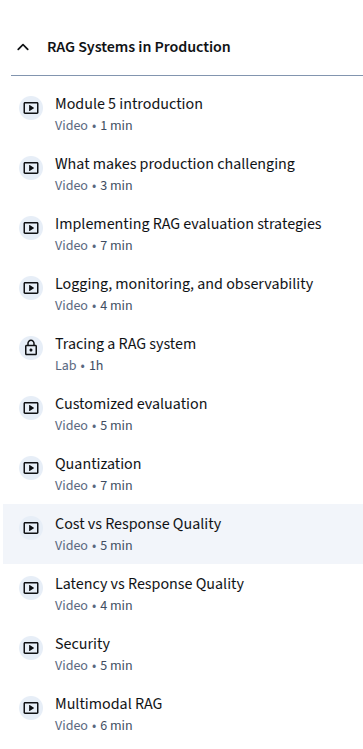 RAG Systems in Production
Module 5 introduction
Video • 1 min
What makes production challenging
Video • 3 min
Implementing RAG evaluation strategies
Video • 7 min
Logging, monitoring, and observability
Video • 4 min
Tracing a RAG system
Lab • 1h
Customized evaluation
Video • 5 min
Quantization
Video • 7 min
Cost vs Response Quality
Video • 5 min
Latency vs Response Quality
Video • 4 min
Security
Video • 5 min
Multimodal RAG
Video • 6 min